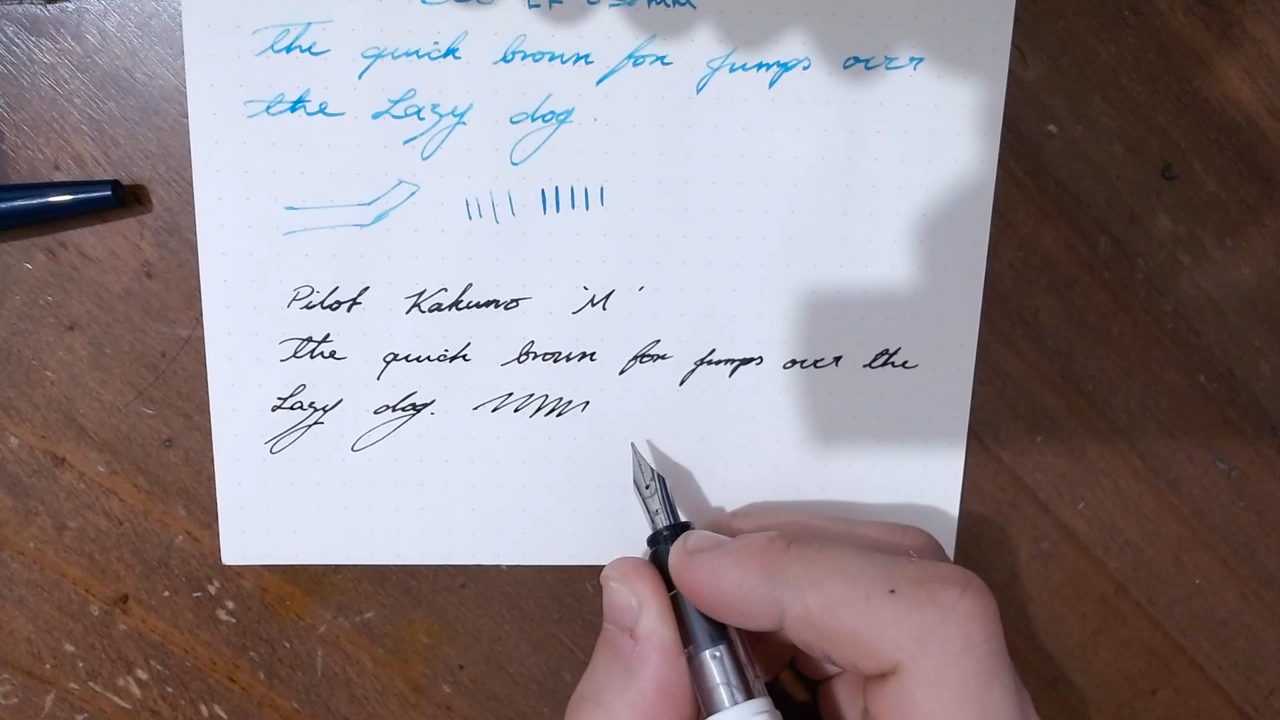 The quick brown fox jumps over
the Lazy dog
Pilot Kakuno 'M'
The quick brown fox jumps over the
Lazy dog.